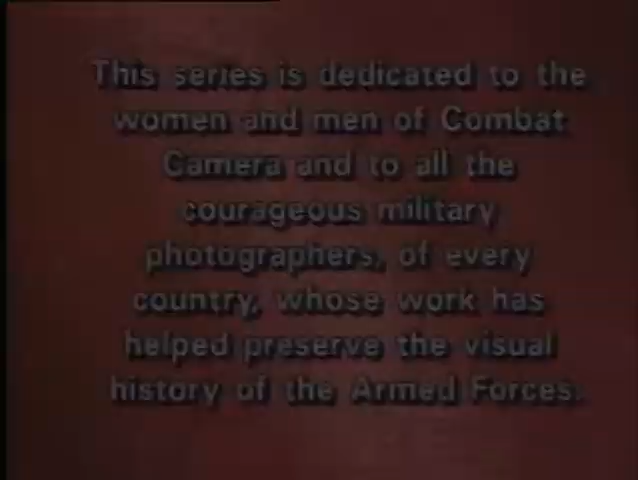 This series is dedicated to the
women and men of Combat
Camera and to all the
courageous military
photographers, of every
country, whose work has
helped preserve the visual
history of the Armed Forces.